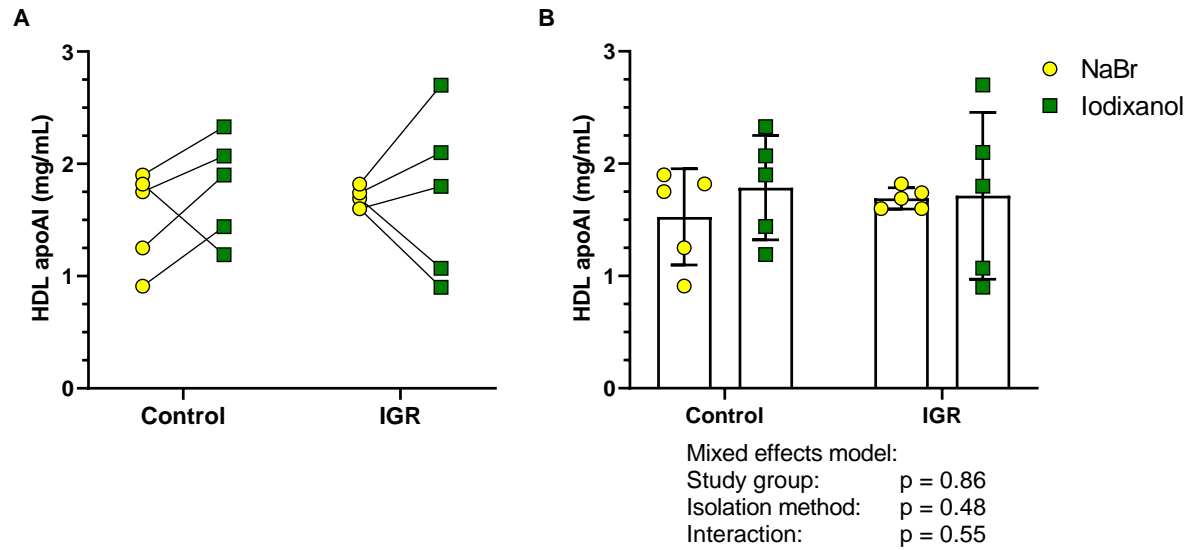 A
3
2
1
0
HDL apoAI (mg/mL)
Control IGR
B
3
2
1
0
HDL apoAI (mg/mL)
Control IGR
NaBr
Iodixanol
Mixed effects model:
Study group: p = 0.86
Isolation method: p = 0.48
Interaction: p = 0.55